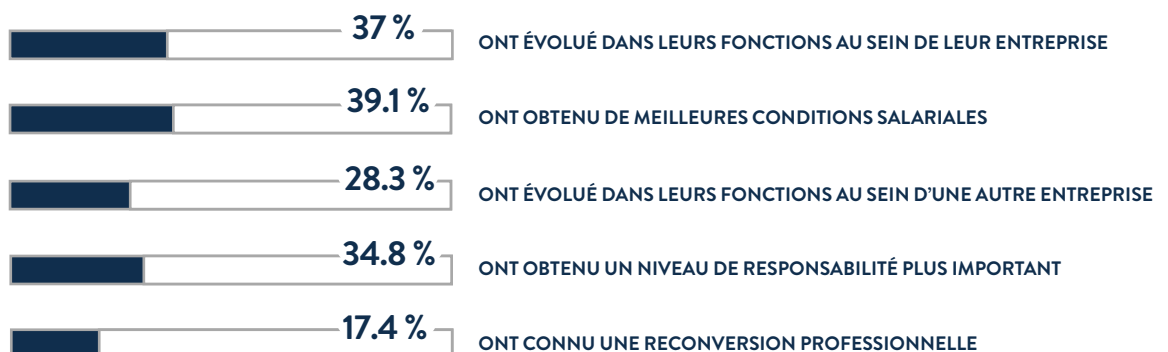 37 %
ONT ÉVOLUÉ DANS LEURS FONCTIONS AU SEIN DE LEUR ENTREPRISE
39.1 %
ONT OBTENU DE MEILLEURES CONDITIONS SALARIALES
28.3 %
ONT ÉVOLUÉ DANS LEURS FONCTIONS AU SEIN D'UNE AUTRE ENTREPRISE
34.8 %
ONT OBTENU UN NIVEAU DE RESPONSABILITÉ PLUS IMPORTANT
17.4 %
ONT CONNU UNE RECONVERSION PROFESSIONNELLE